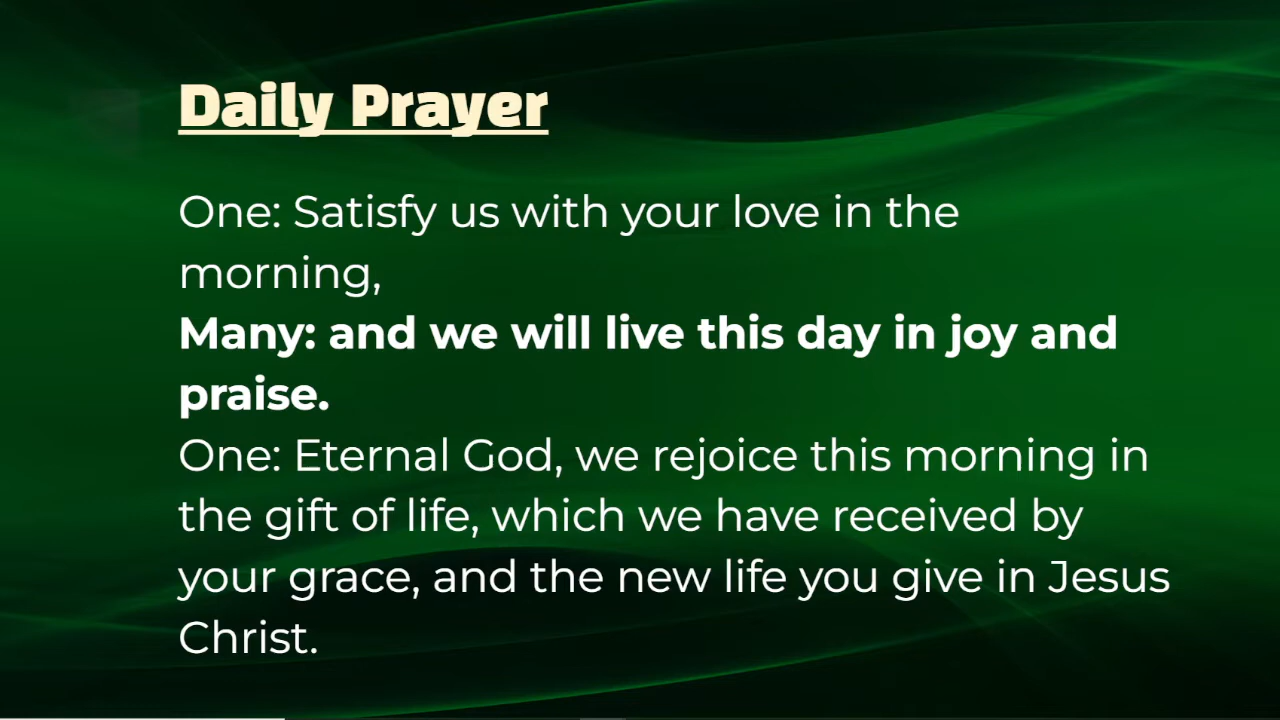 Daily Prayer
One: Satisfy us with your love in the
morning,
Many: and we will live this day in joy and
praise.
One: Eternal God, we rejoice this morning in
the gift of life, which we have received by
your grace, and the new life you give in Jesus
Christ.